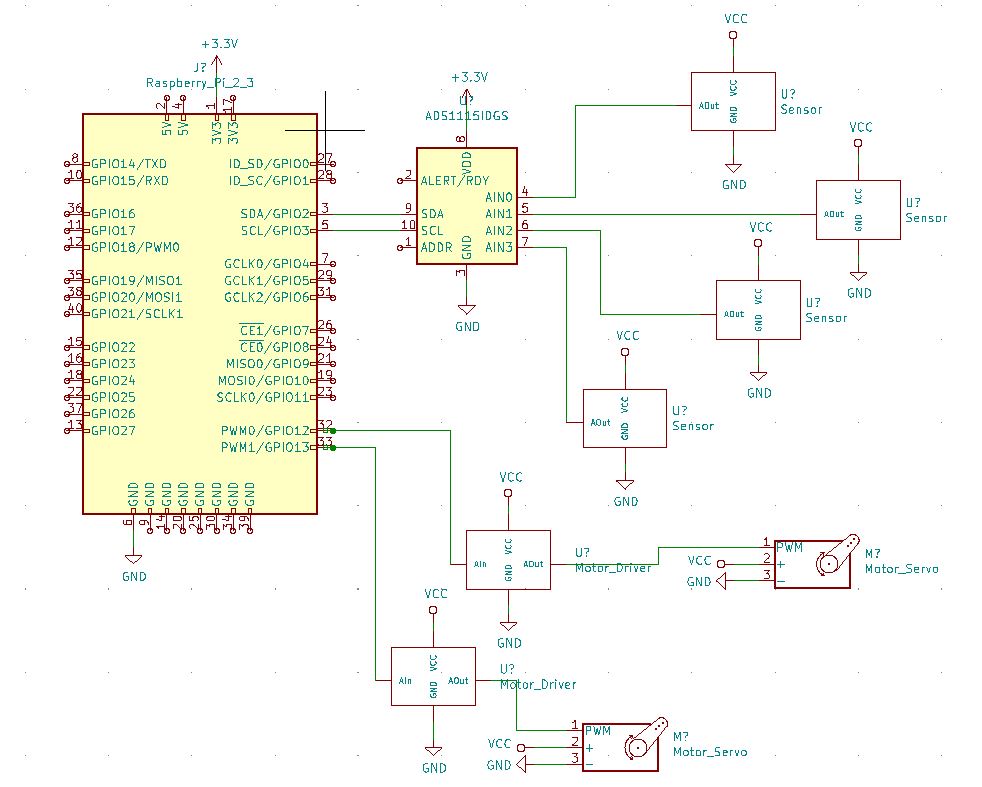 +3.3V
J?
Raspberry_Pi_2_3
2 4 1 17
5V 5V 3V3 3V3
8 GPIO14/TXD
10 GPIO15/RXD
36 GPIO16
11 GPIO17
12 GPIO18/PWM0
35 GPIO19/MISO1
38 GPIO20/MOSI1
40 GPIO21/SCLK1
15 GPIO22
16 GPIO23
18 GPIO24
22 GPIO25
37 GPIO26
13 GPIO27
ID_SD/GPIO0 27
ID_SC/GPIO1 28
SDA/GPIO2 3
SCL/GPIO3 5
GCLK0/GPIO4 7
GCLK1/GPIO5 29
GCLK2/GPIO6 31
CE1/GPIO7 26
CE0/GPIO8 24
MISO0/GPIO9 21
MOSI0/GPIO10 19
SCLK0/GPIO11 23
PWM0/GPIO12 32
PWM1/GPIO13 33
GND GND GND GND GND GND GND GND
6 9 14 20 25 30 34 39
GND
+3.3V
U?
ADS1115IDGS
8
VDD
2 ALERT/RDY
9 SDA
10 SCL
1 ADDR
AIN0 4
AIN1 5
AIN2 6
AIN3 7
GND
3
GND
VCC
AOut
VCC
GND
U?
Sensor
GND
VCC
AOut
VCC
GND
U?
Sensor
GND
VCC
AOut
VCC
GND
U?
Sensor
GND
VCC
AOut
VCC
GND
U?
Sensor
GND
VCC
AIn
VCC
GND
AOut
U?
Motor_Driver
GND
1 PWM
VCC 2 +
GND 3 -
M?
Motor_Servo
VCC
AIn
VCC
GND
AOut
U?
Motor_Driver
GND
1 PWM
VCC 2 +
GND 3 -
M?
Motor_Servo